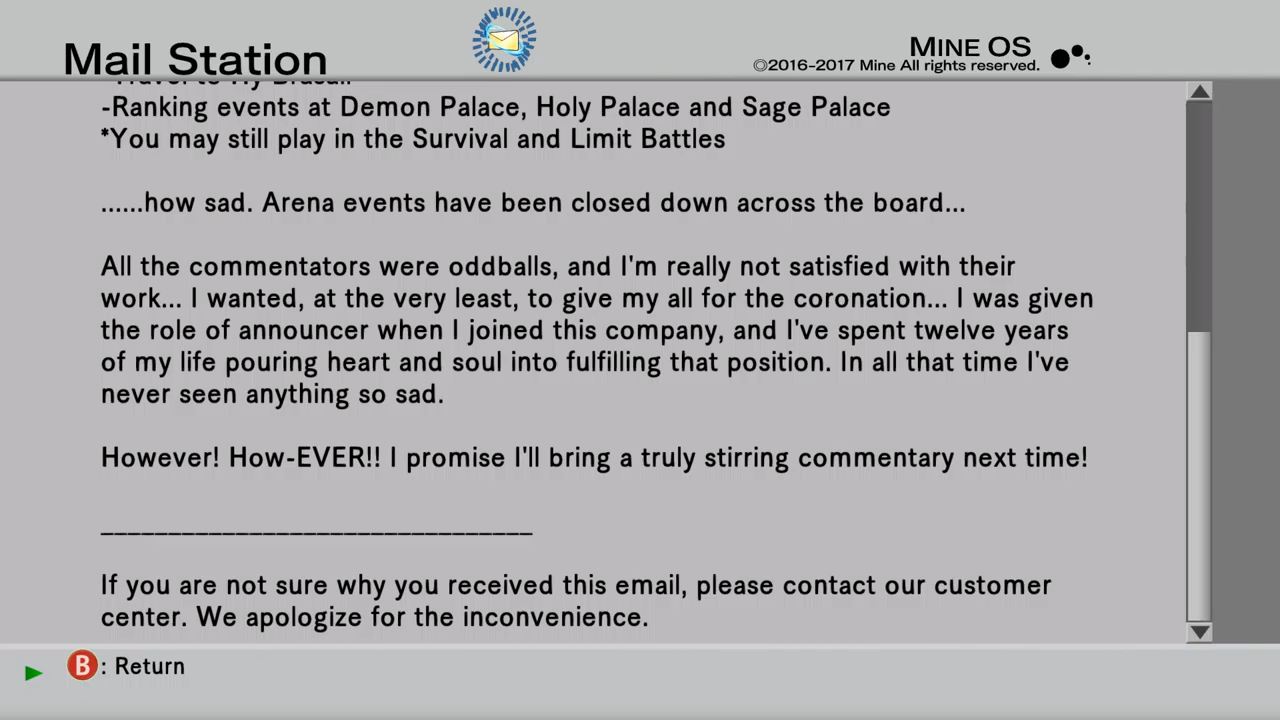 Mail Station
MINE OS
©2016-2017 Mine All rights reserved.
-Ranking events at Demon Palace, Holy Palace and Sage Palace
*You may still play in the Survival and Limit Battles
......how sad. Arena events have been closed down across the board...
All the commentators were oddballs, and I'm really not satisfied with their
work... I wanted, at the very least, to give my all for the coronation... I was given
the role of announcer when I joined this company, and I've spent twelve years
of my life pouring heart and soul into fulfilling that position. In all that time I've
never seen anything so sad.
However! How-EVER!! I promise I'll bring a truly stirring commentary next time!
________________________________
If you are not sure why you received this email, please contact our customer
center. We apologize for the inconvenience.
B: Return